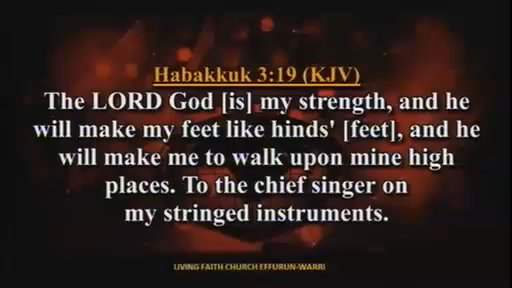 Habakkuk 3:19 (KJV)
The LORD God [is] my strength, and he
will make my feet like hinds' [feet], and he
will make me to walk upon mine high
places. To the chief singer on
my stringed instruments.
LIVING FAITH CHURCH EFFURUN-WARRI